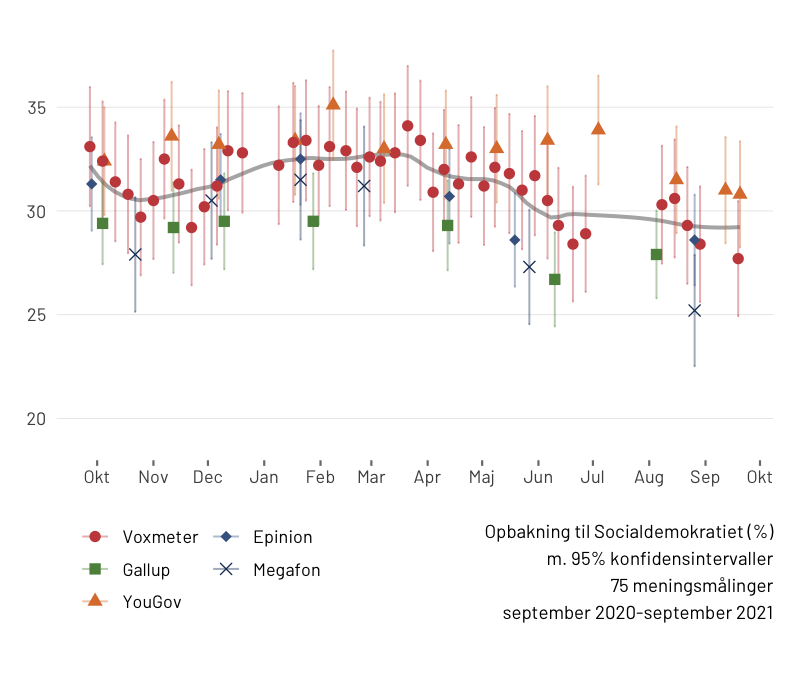 35
30
25
20
Okt Nov Dec Jan Feb Mar Apr Maj Jun Jul Aug Sep Okt
Voxmeter Epinion
Gallup Megafon
YouGov
Opbakning til Socialdemokratiet (%)
m. 95% konfidensintervaller
75 meningsmålinger
september 2020-september 2021